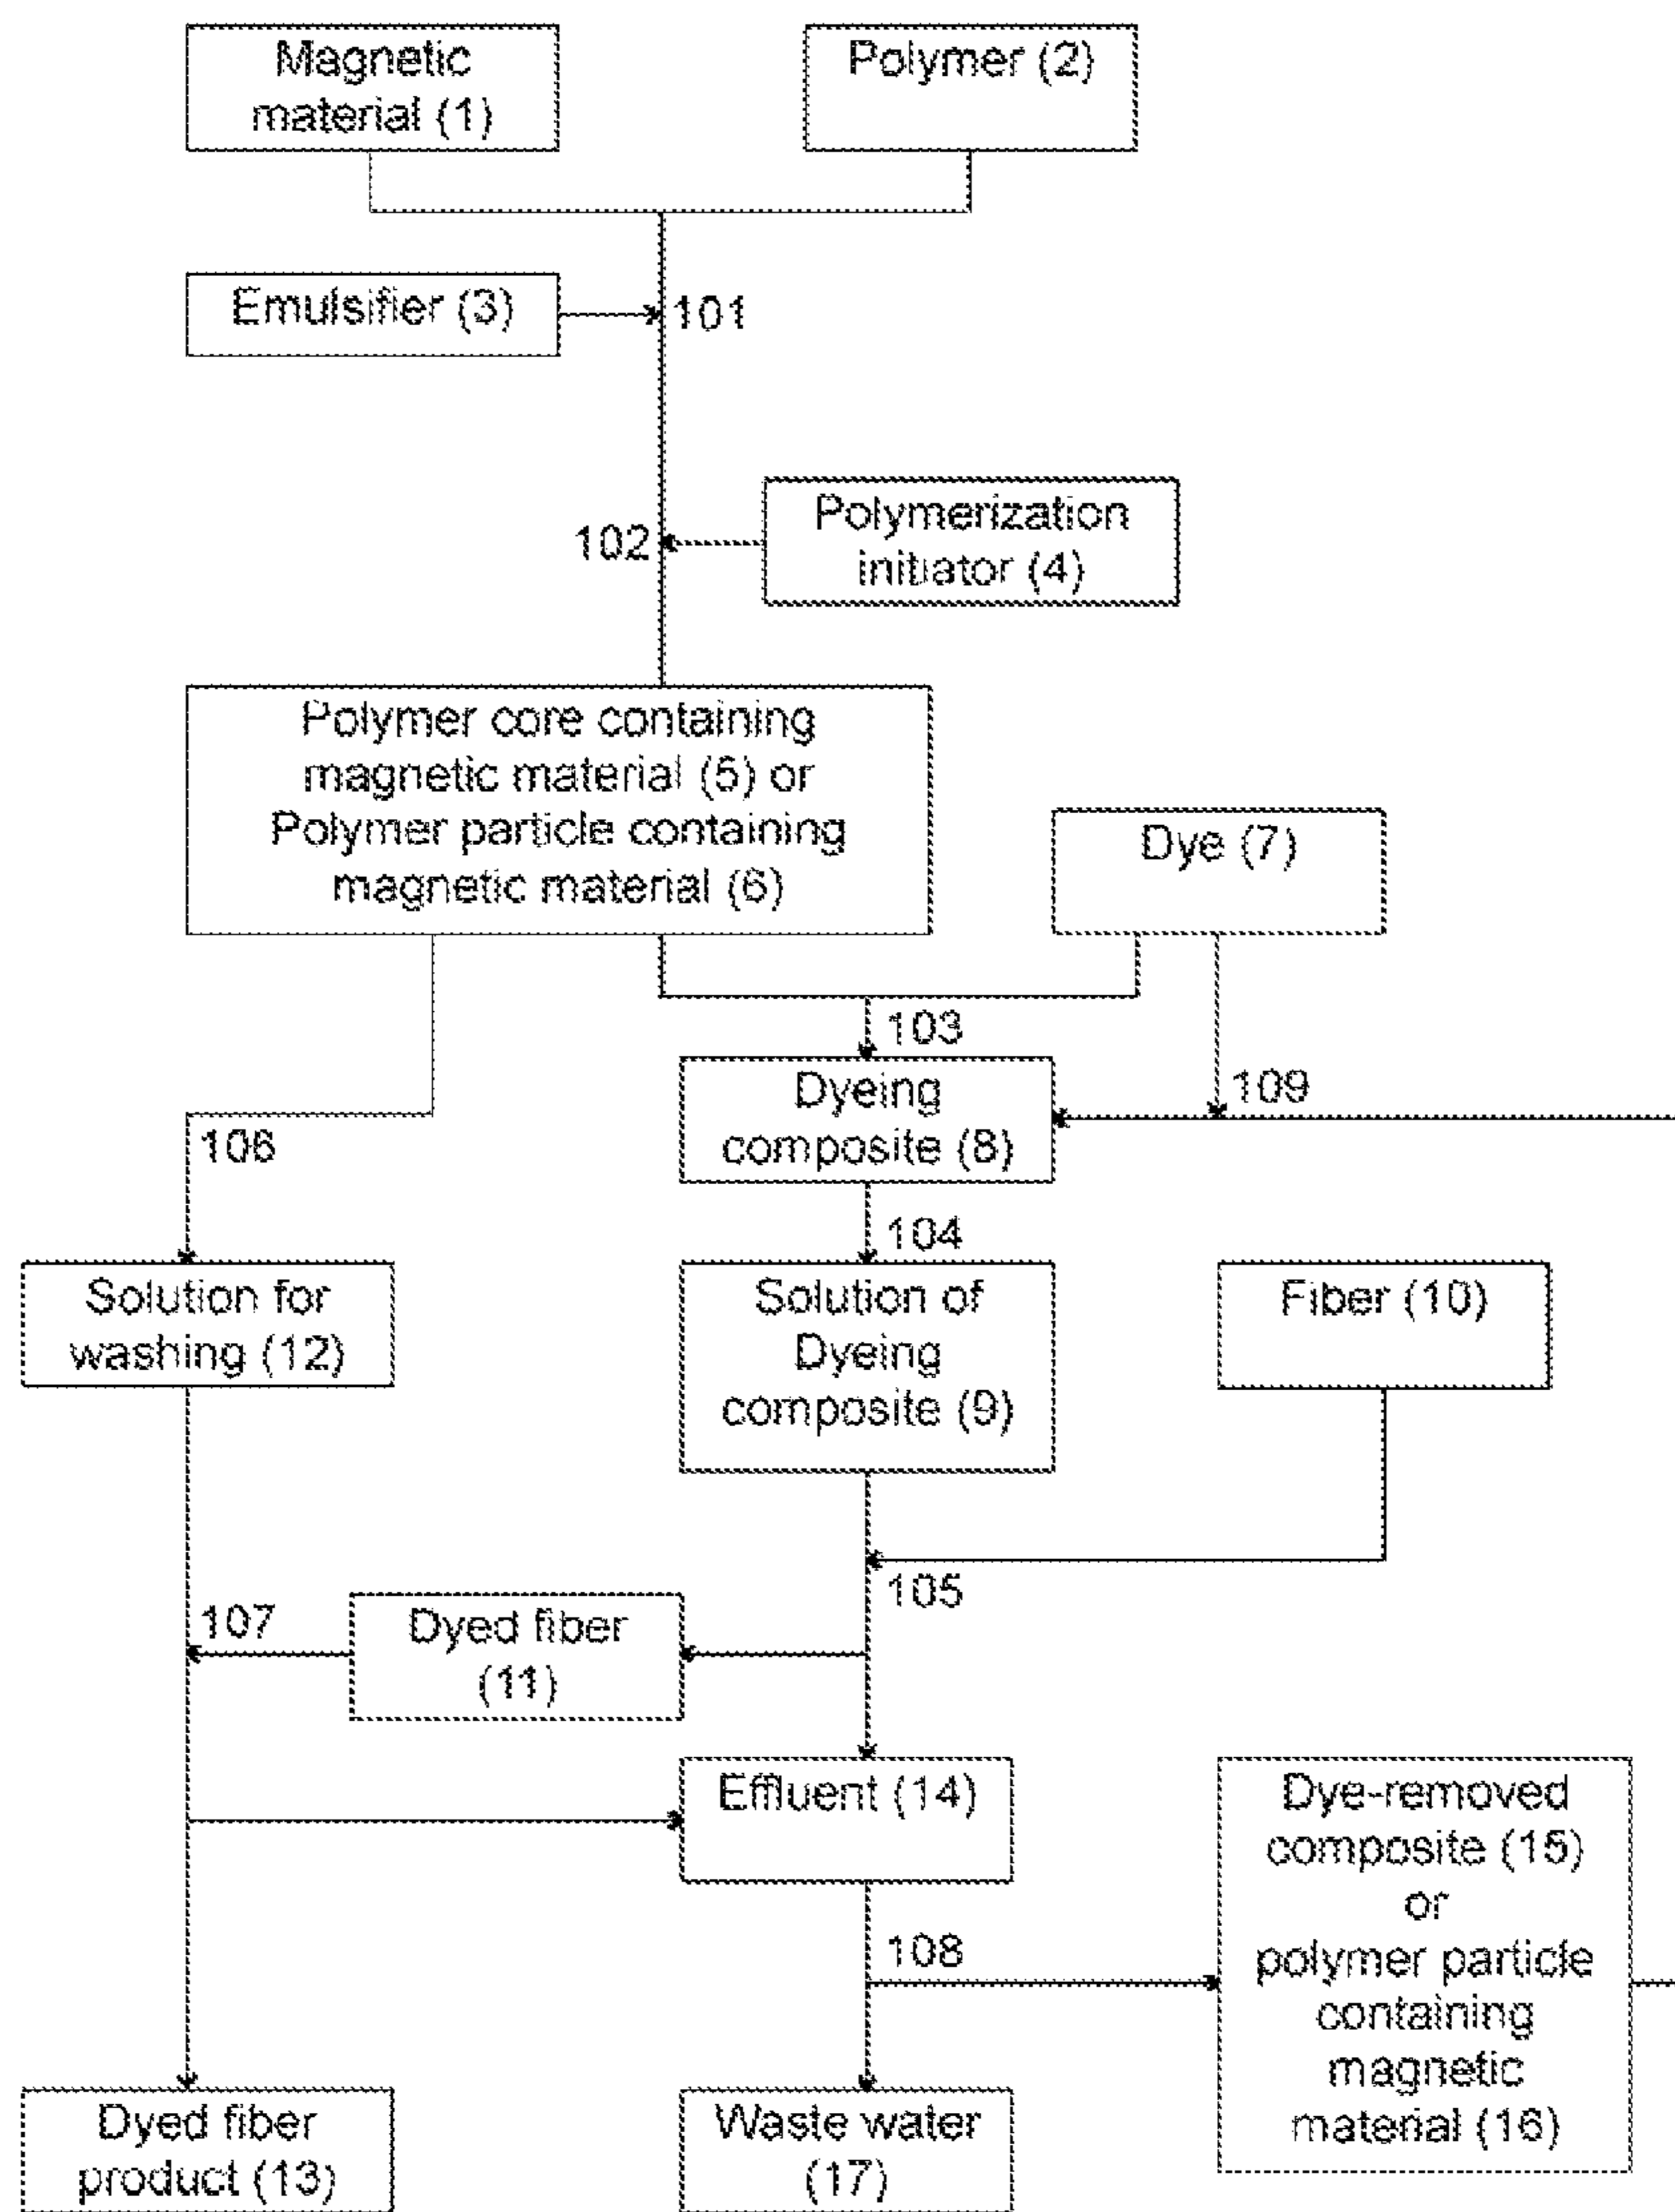 Magnetic
material (1)
Polymer (2)
Emulsifier (3)
101
102
Polymerization
initiator (4)
Polymer core containing
magnetic material (5) or
Polymer particle containing
magnetic material (6)
Dye (7)
103
109
Dyeing
composite (8)
106
104
Solution for
washing (12)
Solution of
Dyeing
composite (9)
Fiber (10)
105
107
Dyed fiber
(11)
Effluent (14)
Dye-removed
composite (15)
or
polymer particle
containing
magnetic
material (16)
108
Dyed fiber
product (13)
Waste water
(17)